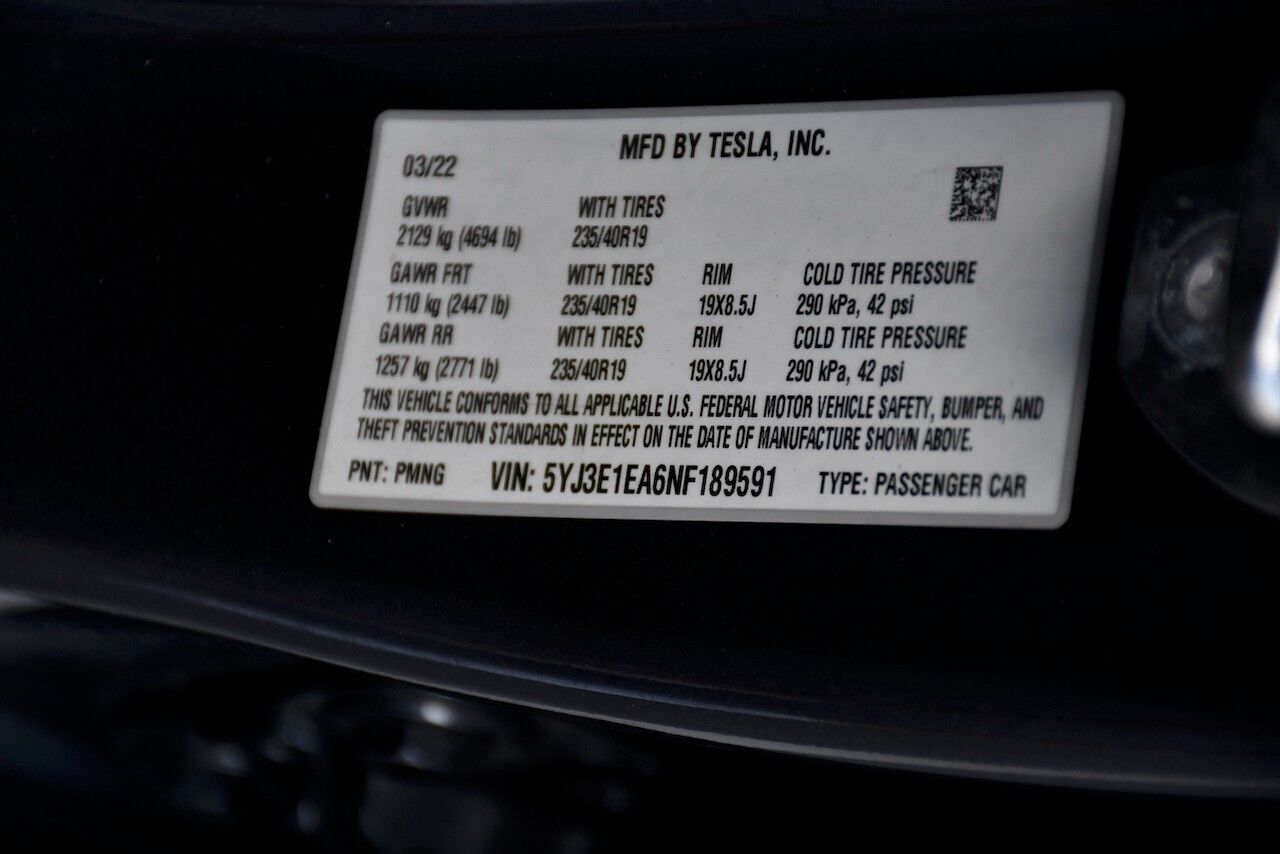 MFD BY TESLA, INC.
03/22
GVWR WITH TIRES
2129 kg (4694 lb) 235/40R19
GAWR FRT WITH TIRES RIM COLD TIRE PRESSURE
1110 kg (2447 lb) 235/40R19 19X8.5J 290 kPa, 42 psi
GAWR RR WITH TIRES RIM COLD TIRE PRESSURE
1257 kg (2771 lb) 235/40R19 19X8.5J 290 kPa, 42 psi
THIS VEHICLE CONFORMS TO ALL APPLICABLE U.S. FEDERAL MOTOR VEHICLE SAFETY, BUMPER, AND
THEFT PREVENTION STANDARDS IN EFFECT ON THE DATE OF MANUFACTURE SHOWN ABOVE.
PNT: PMNG VIN: 5YJ3E1EA6NF189591 TYPE: PASSENGER CAR